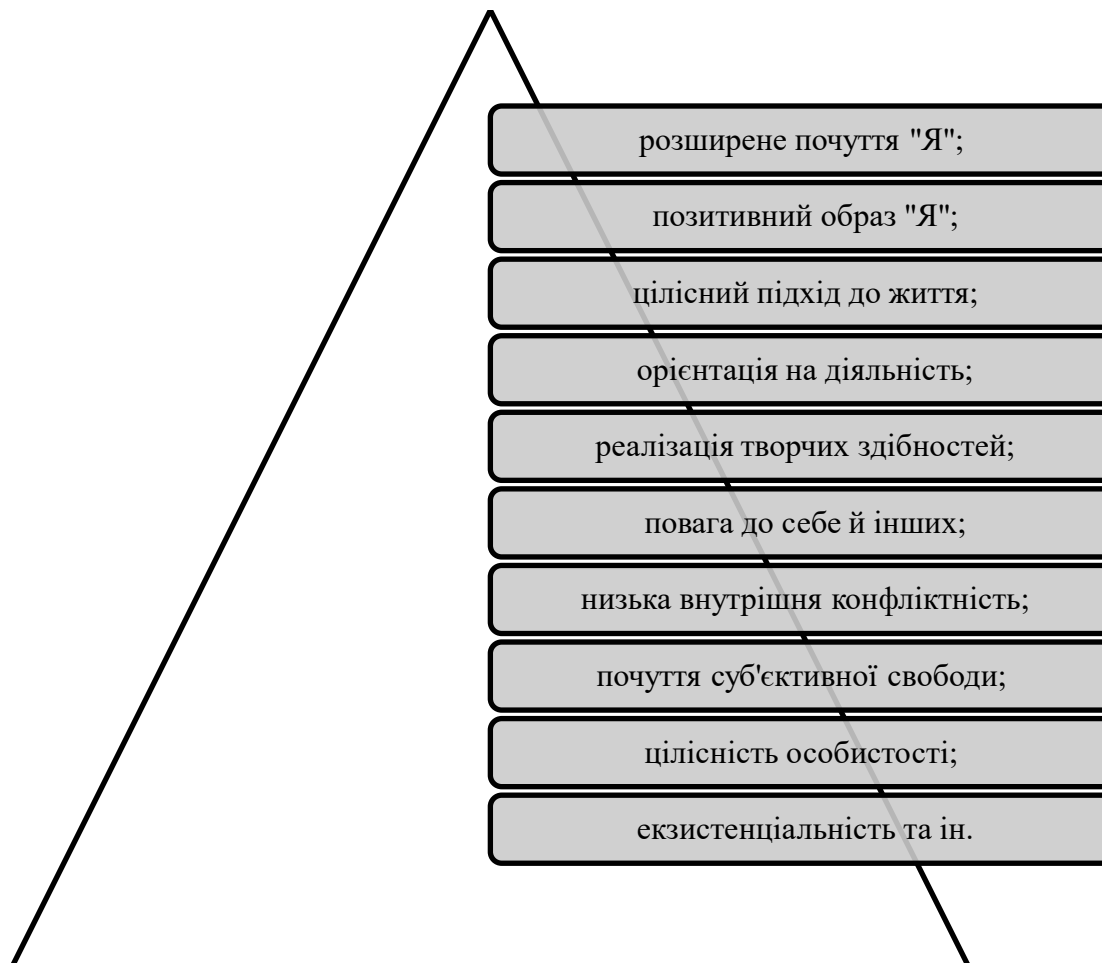 розширене почуття "Я";
позитивний образ "Я";
цілісний підхід до життя;
орієнтація на діяльність;
реалізація творчих здібностей;
повага до себе й інших;
низька внутрішня конфліктність;
почуття суб'єктивної свободи;
цілісність особистості;
екзистенціальність та ін.